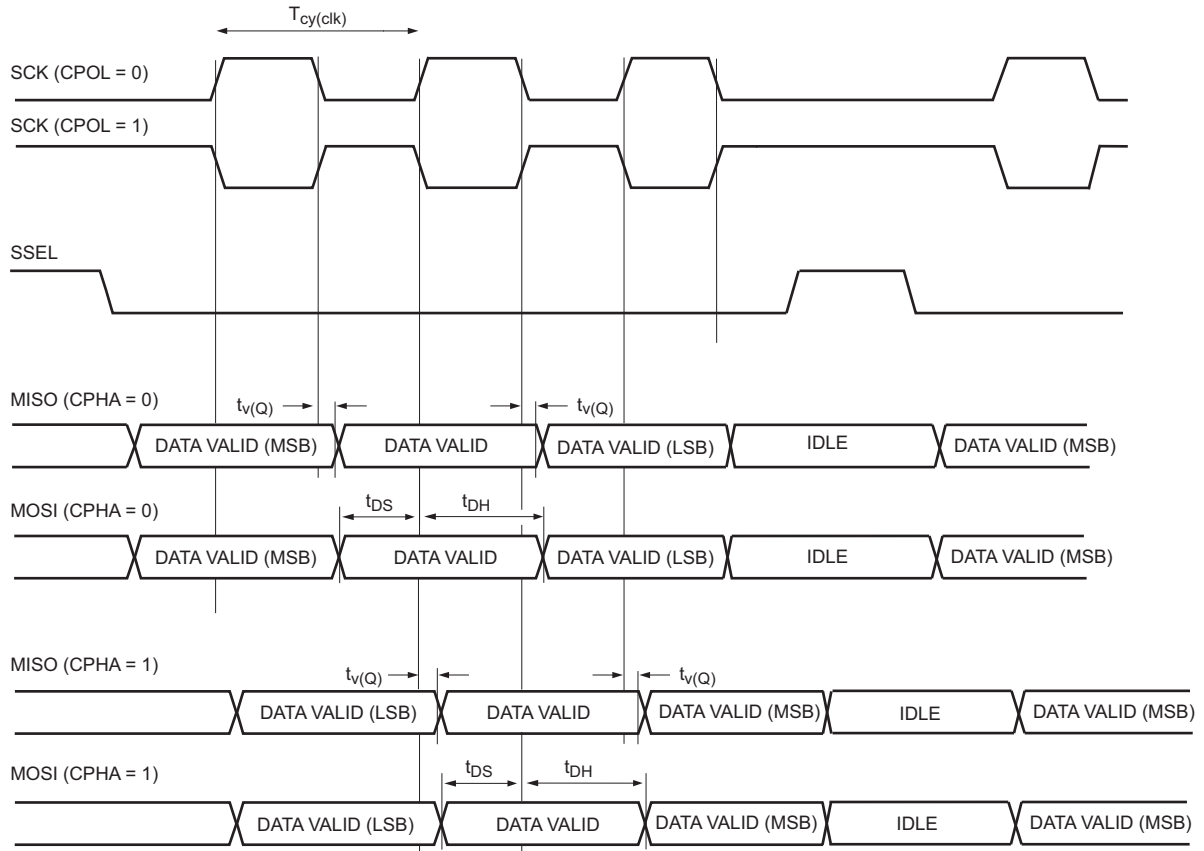 Tcy(clk)
SCK (CPOL = 0)
SCK (CPOL = 1)
SSEL
MISO (CPHA = 0)
tv(Q) tv(Q)
DATA VALID (MSB) DATA VALID DATA VALID (LSB) IDLE DATA VALID (MSB)
tDS tDH
MOSI (CPHA = 0)
DATA VALID (MSB) DATA VALID DATA VALID (LSB) IDLE DATA VALID (MSB)
MISO (CPHA = 1)
tv(Q) tv(Q)
DATA VALID (LSB) DATA VALID DATA VALID (MSB) IDLE DATA VALID (MSB)
tDS tDH
MOSI (CPHA = 1)
DATA VALID (LSB) DATA VALID DATA VALID (MSB) IDLE DATA VALID (MSB)